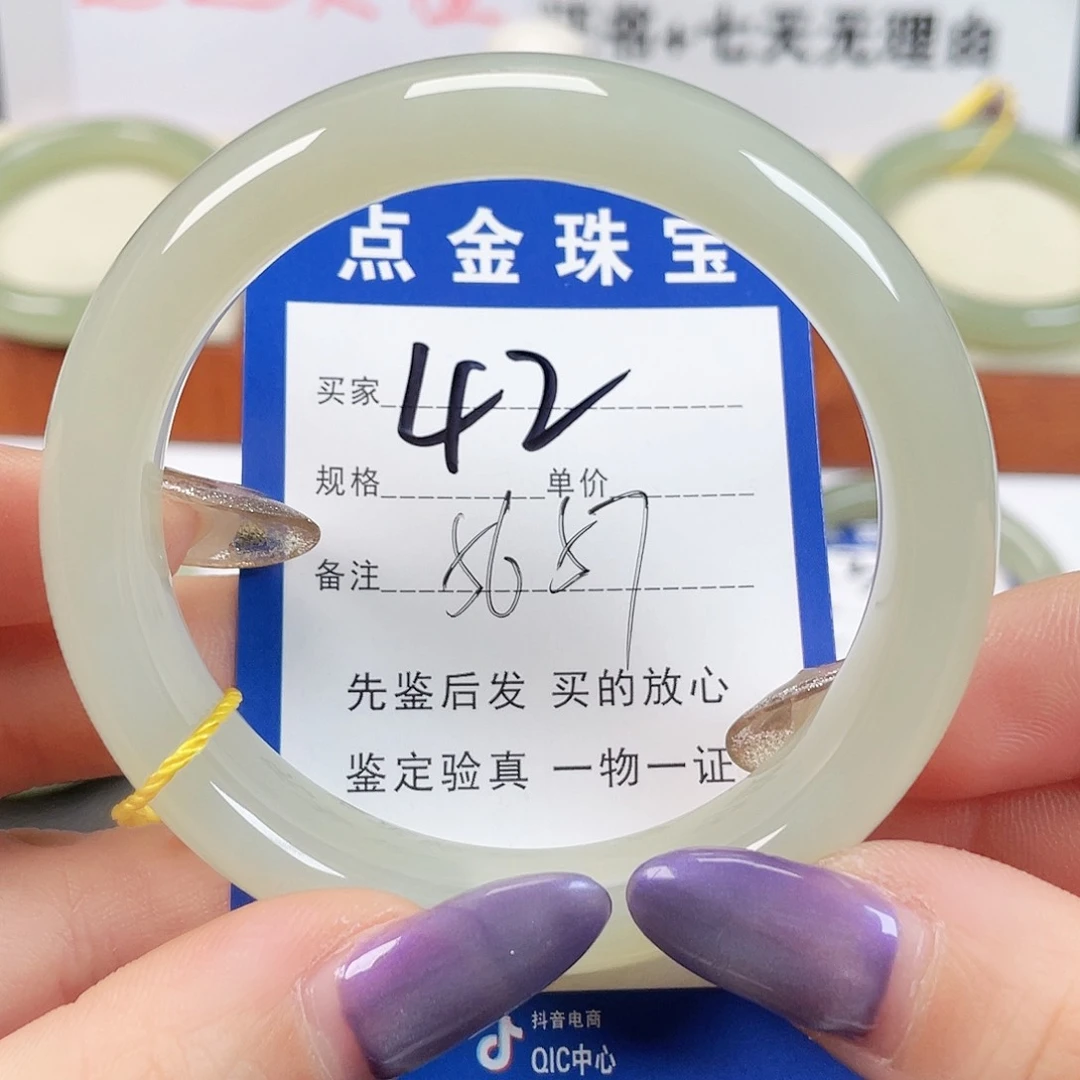 七天无理由
点金珠宝
买家 42
规格 单价
备注 5657
先鉴后发 买的放心
鉴定验真 一物一证
抖音电商
QIC中心